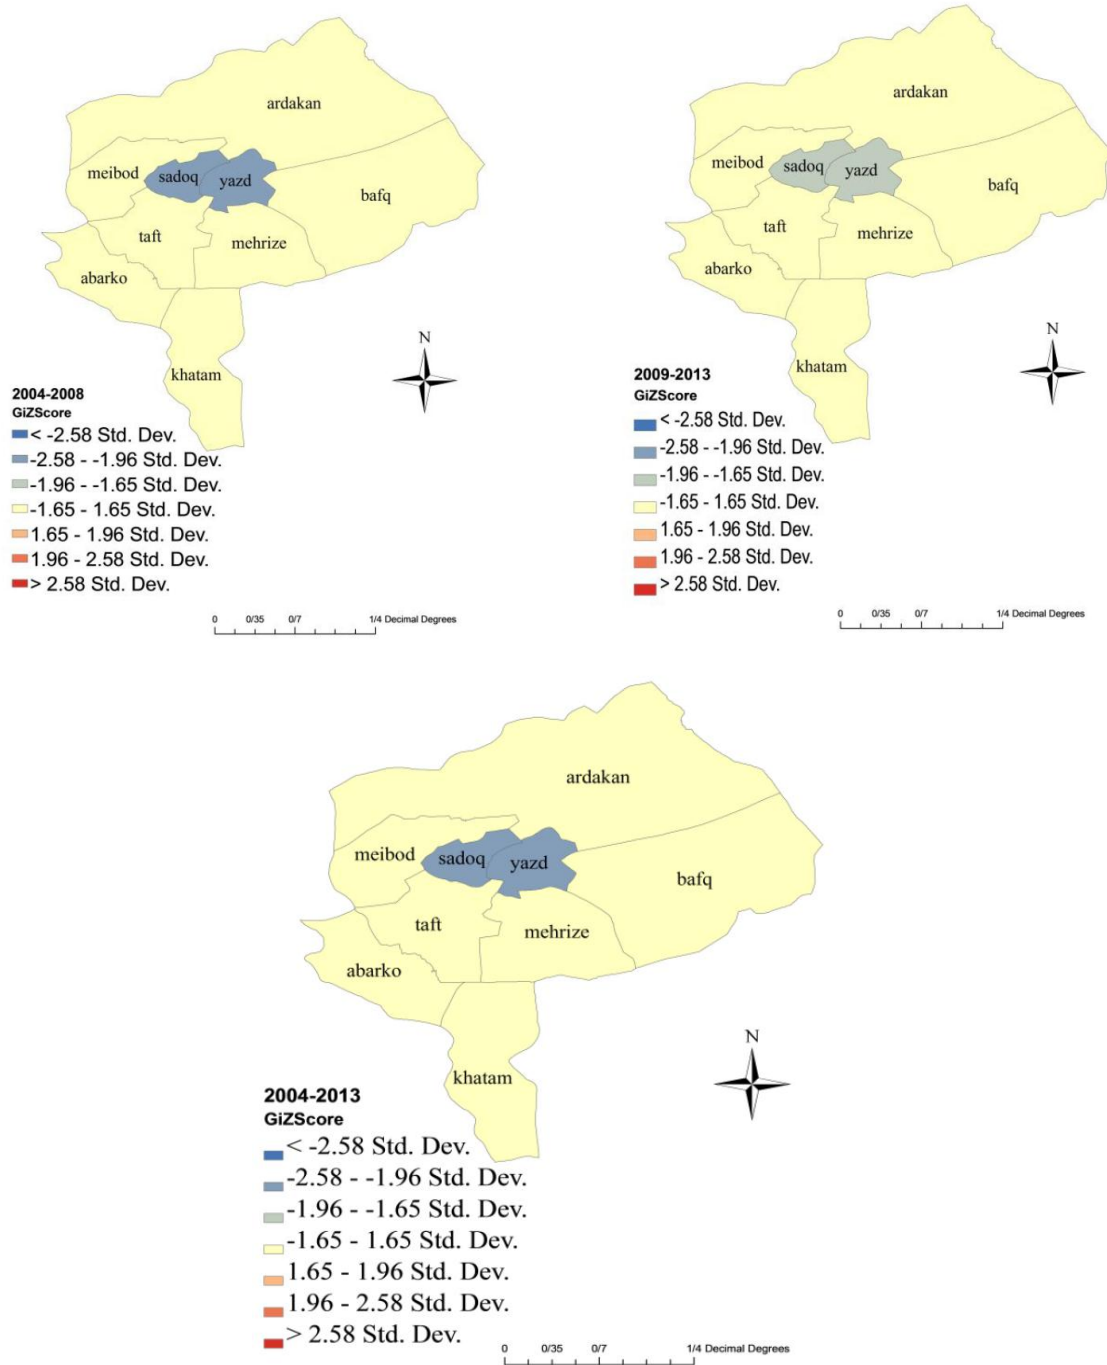 ardakan
meibod
sadoq
yazd
bafq
taft
mehrize
abarko
khatam
N
2004-2008
GiZScore
< -2.58 Std. Dev.
-2.58 - -1.96 Std. Dev.
-1.96 - -1.65 Std. Dev.
-1.65 - 1.65 Std. Dev.
1.65 - 1.96 Std. Dev.
1.96 - 2.58 Std. Dev.
> 2.58 Std. Dev.
0 0/35 0/7 1/4 Decimal Degrees
ardakan
meibod
sadoq
yazd
bafq
taft
mehrize
abarko
khatam
N
2009-2013
GiZScore
< -2.58 Std. Dev.
-2.58 - -1.96 Std. Dev.
-1.96 - -1.65 Std. Dev.
-1.65 - 1.65 Std. Dev.
1.65 - 1.96 Std. Dev.
1.96 - 2.58 Std. Dev.
> 2.58 Std. Dev.
0 0/35 0/7 1/4 Decimal Degrees
ardakan
meibod
sadoq
yazd
bafq
taft
mehrize
abarko
khatam
N
2004-2013
GiZScore
< -2.58 Std. Dev.
-2.58 - -1.96 Std. Dev.
-1.96 - -1.65 Std. Dev.
-1.65 - 1.65 Std. Dev.
1.65 - 1.96 Std. Dev.
1.96 - 2.58 Std. Dev.
> 2.58 Std. Dev.
0 0/35 0/7 1/4 Decimal Degrees